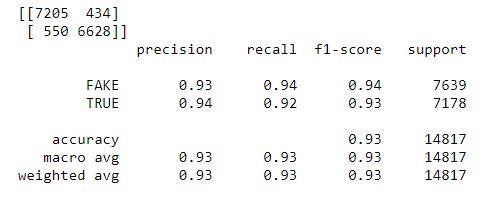 [[7205 434]
[ 550 6628]]
precision recall f1-score support
FAKE 0.93 0.94 0.94 7639
TRUE 0.94 0.92 0.93 7178
accuracy 0.93 14817
macro avg 0.93 0.93 0.93 14817
weighted avg 0.93 0.93 0.93 14817